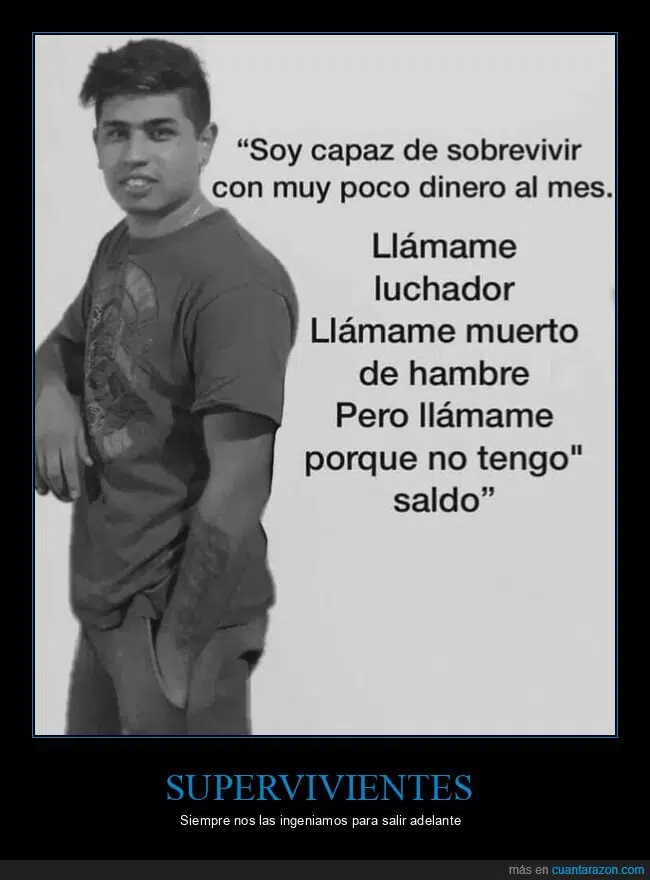 “Soy capaz de sobrevivir
con muy poco dinero al mes.
Llámame
luchador
Llámame muerto
de hambre
Pero llámame
porque no tengo"
saldo”
SUPERVIVIENTES
Siempre nos las ingeniamos para salir adelante
más en cuantarazon.com